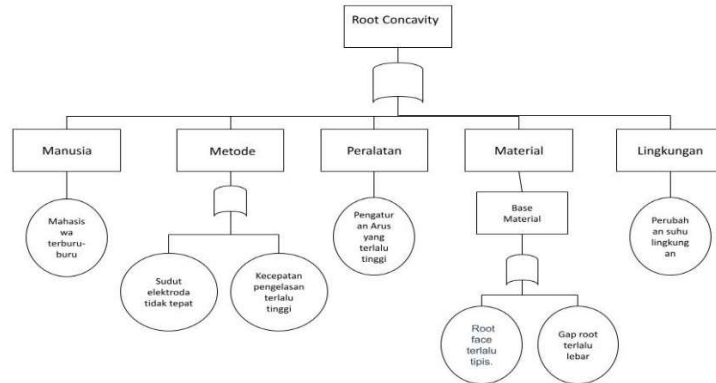 Root Concavity
Manusia
Metode
Peralatan
Material
Lingkungan
Mahasis
wa
terburu-
buru
Sudut
elektroda
tidak tepat
Kecepatan
pengelasan
terlalu
tinggi
Pengatur
an Arus
yang
terlalu
tinggi
Base
Material
Root
face
terlalu
tipis.
Gap root
terlalu
lebar
Perubah
an suhu
lingkung
an